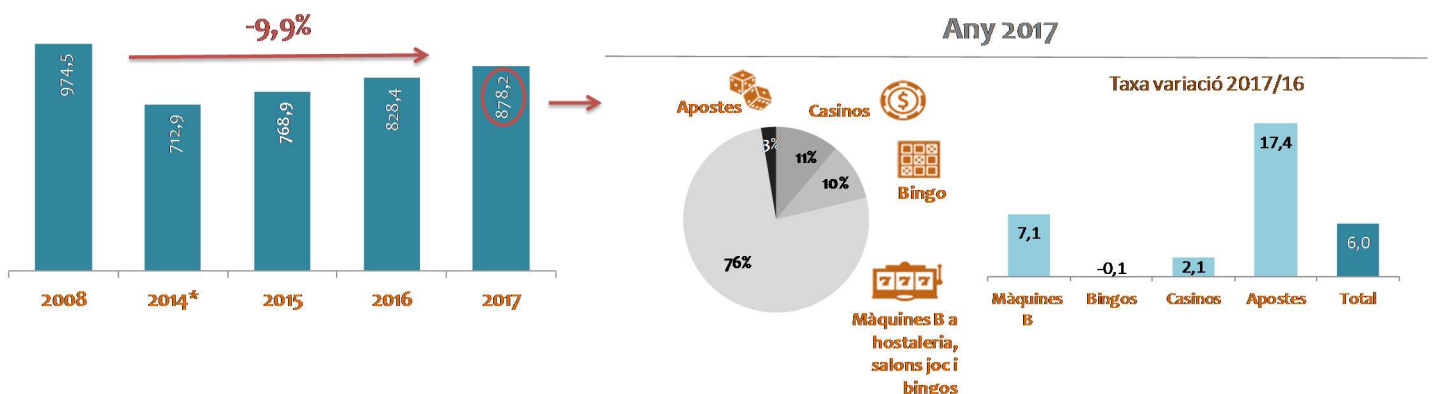 -9,9%
974,5
712,9
768,9
828,4
878,2
2008
2014*
2015
2016
2017
Any 2017
Apostes
Casinos
Bingo
Màquines B a
hostaleria,
salons joc i
bingos
3%
11%
10%
76%
Taxa variació 2017/16
7,1
-0,1
2,1
17,4
6,0
Màquines
B
Bingos
Casinos
Apostes
Total